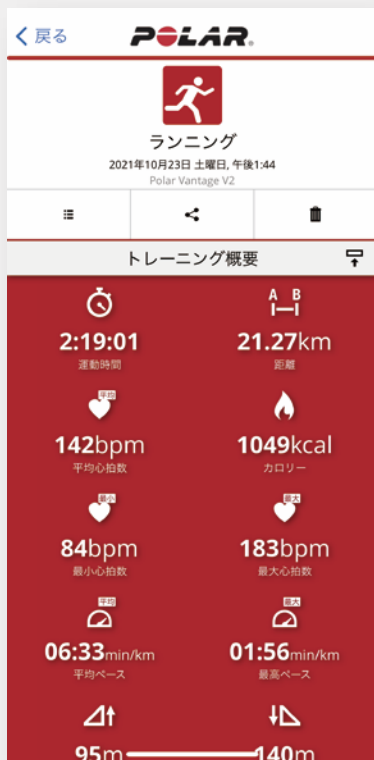 戻る
POLAR
ランニング
2021年10月23日 土曜日, 午後1:44
Polar Vantage V2
トレーニング概要
A B
2:19:01
21.27km
運動時間
距離
平均
142bpm
1049kcal
平均心拍数
カロリー
最小
最大
84bpm
183bpm
最小心拍数
最大心拍数
平均
最大
06:33min/km
01:56min/km
平均ペース
最高ペース
95m
140m